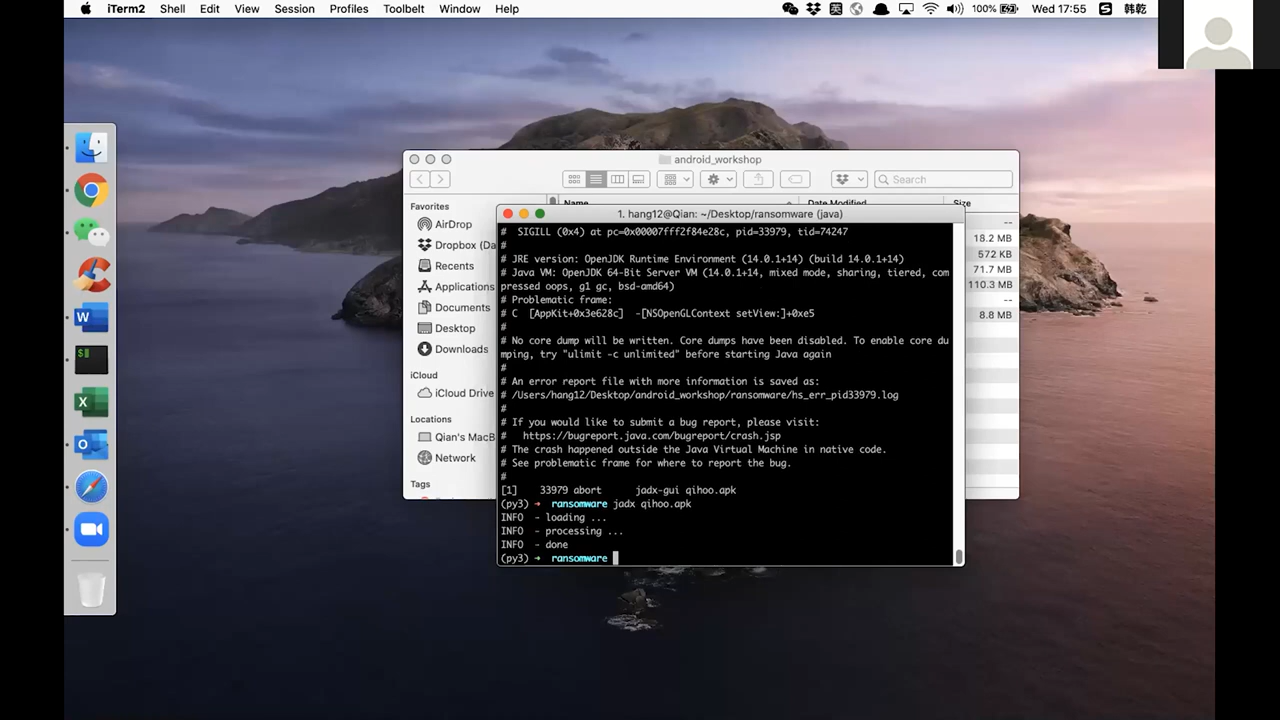 iTerm2 Shell Edit View Session Profiles Toolbelt Window Help 英 100% Wed 17:55 S 韩乾
android_workshop
Search
Favorites
Name Date Modified Size
AirDrop
Dropbox (Da
Recents
Applications
Documents
Desktop
Downloads
iCloud
iCloud Drive
Locations
Qian's MacB
Network
Tags
--
18.2 MB
572 KB
71.7 MB
110.3 MB
--
8.8 MB
1. hang12@Qian: ~/Desktop/ransomware (java)
#  SIGILL (0x4) at pc=0x00007fff2f84e28c, pid=33979, tid=74247
#
# JRE version: OpenJDK Runtime Environment (14.0.1+14) (build 14.0.1+14)
# Java VM: OpenJDK 64-Bit Server VM (14.0.1+14, mixed mode, sharing, tiered, com
pressed oops, g1 gc, bsd-amd64)
# Problematic frame:
# C  [AppKit+0x3e628c]  -[NSOpenGLContext setView:]+0xe5
#
# No core dump will be written. Core dumps have been disabled. To enable core du
mping, try "ulimit -c unlimited" before starting Java again
#
# An error report file with more information is saved as:
# /Users/hang12/Desktop/android_workshop/ransomware/hs_err_pid33979.log
#
# If you would like to submit a bug report, please visit:
#   https://bugreport.java.com/bugreport/crash.jsp
# The crash happened outside the Java Virtual Machine in native code.
# See problematic frame for where to report the bug.
#
[1]    33979 abort      jadx-gui qihoo.apk
(py3) ➜  ransomware jadx qihoo.apk
INFO  - loading ...
INFO  - processing ...
INFO  - done
(py3) ➜  ransomware